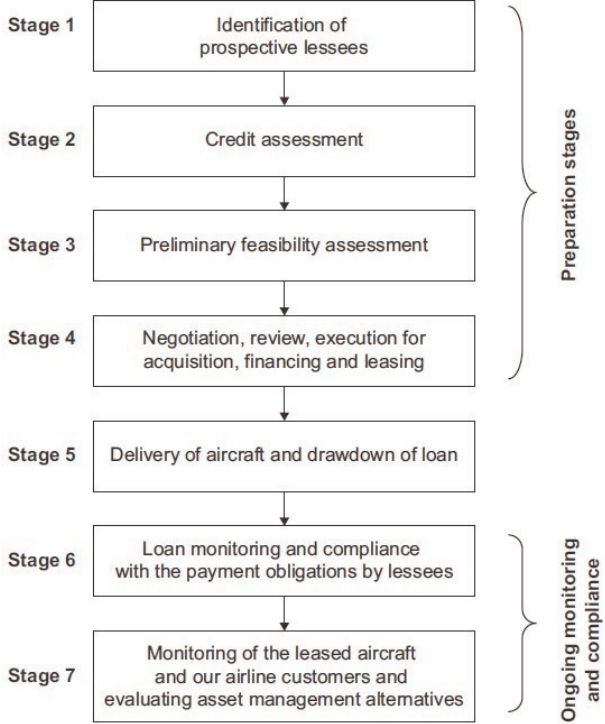 Stage 1
Identification of
prospective lessees
Stage 2
Credit assessment
Stage 3
Preliminary feasibility assessment
Stage 4
Negotiation, review, execution for
acquisition, financing and leasing
Preparation stages
Stage 5
Delivery of aircraft and drawdown of loan
Stage 6
Loan monitoring and compliance
with the payment obligations by lessees
Stage 7
Monitoring of the leased aircraft
and our airline customers and
evaluating asset management alternatives
Ongoing monitoring
and compliance